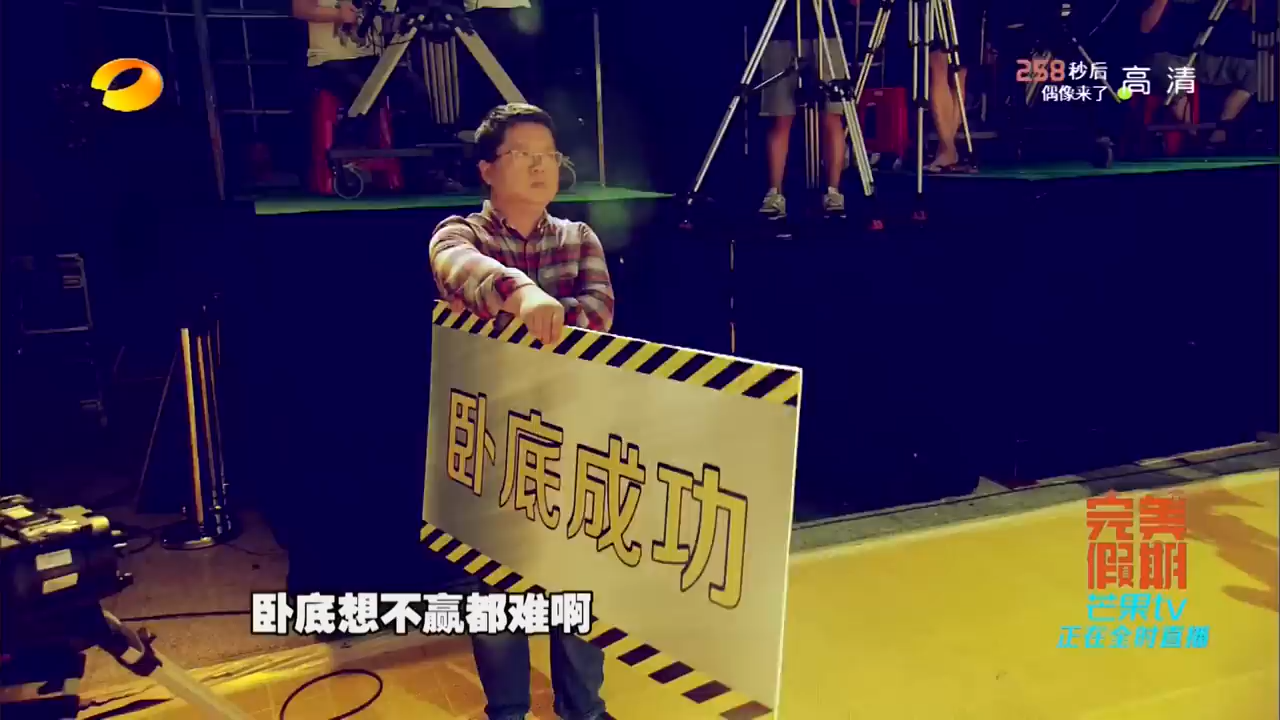 258秒后
偶像来了
高清
卧底成功
卧底想不赢都难啊
完美
假期
芒果tv
正在全时直播